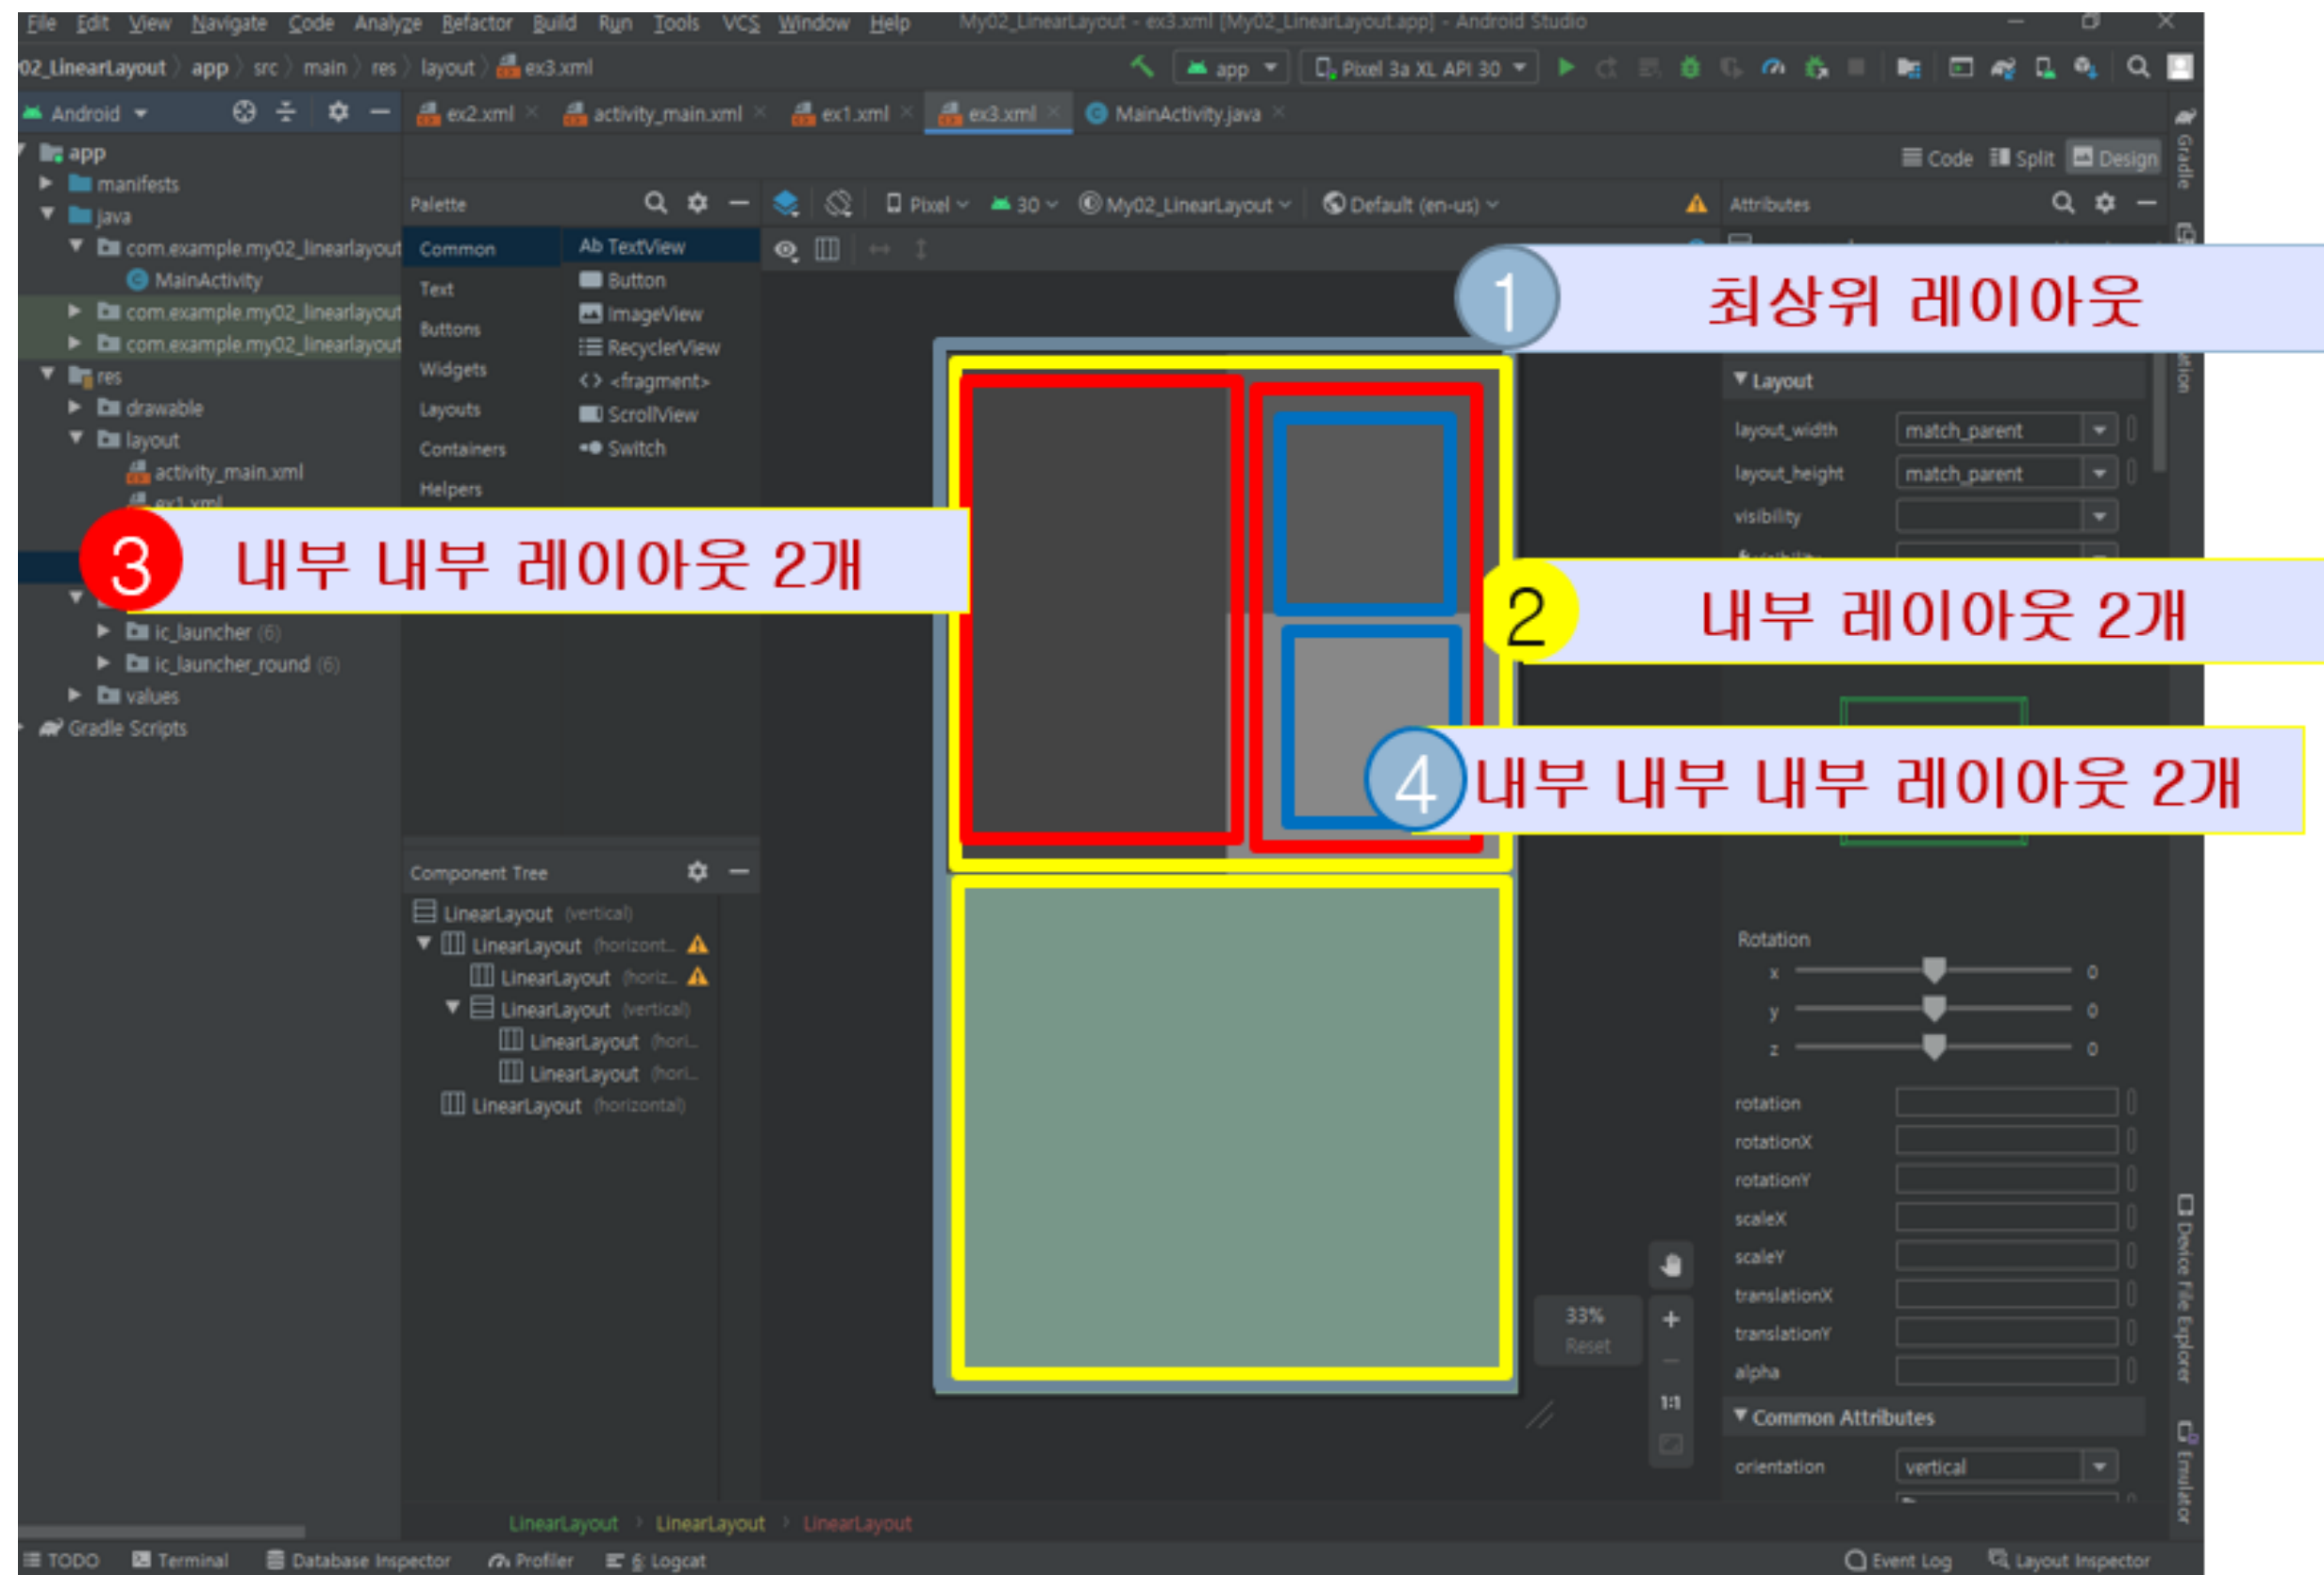 File Edit View Navigate Code Analyze Refactor Build Run Tools VCS Window Help My02_LinearLayout - ex3.xml [My02_LinearLayout.app] - Android Studio
02_LinearLayout app src main res layout ex3.xml
app Pixel 3a XL API 30
Android
ex2.xml activity_main.xml ex1.xml ex3.xml MainActivity.java
Gradle
app
manifests
java
com.example.my02_linearlayout
MainActivity
com.example.my02_linearlayout
com.example.my02_linearlayout
res
drawable
layout
activity_main.xml
ex1.xml
ic_launcher (6)
ic_launcher_round (6)
values
Gradle Scripts
Code Split Design
Palette
Common
Text
Buttons
Widgets
Layouts
Containers
Helpers
Ab TextView
Button
ImageView
RecyclerView
<fragment>
ScrollView
Switch
Pixel 30 My02_LinearLayout Default (en-us)
Attributes
1 최상위 레이아웃
Layout
layout_width match_parent
layout_height match_parent
visibility
3 내부 내부 레이아웃 2개
2 내부 레이아웃 2개
4 내부 내부 내부 레이아웃 2개
Component Tree
LinearLayout (vertical)
LinearLayout (horizont...
LinearLayout (horiz...
LinearLayout (vertical)
LinearLayout (hori...
LinearLayout (hori...
LinearLayout (horizontal)
Rotation
x 0
y 0
z 0
rotation
rotationX
rotationY
scaleX
scaleY
translationX
translationY
alpha
33%
Reset
1:1
Common Attributes
orientation vertical
Device File Explorer
Emulator
LinearLayout LinearLayout LinearLayout
TODO Terminal Database Inspector Profiler 6: Logcat Event Log Layout Inspector